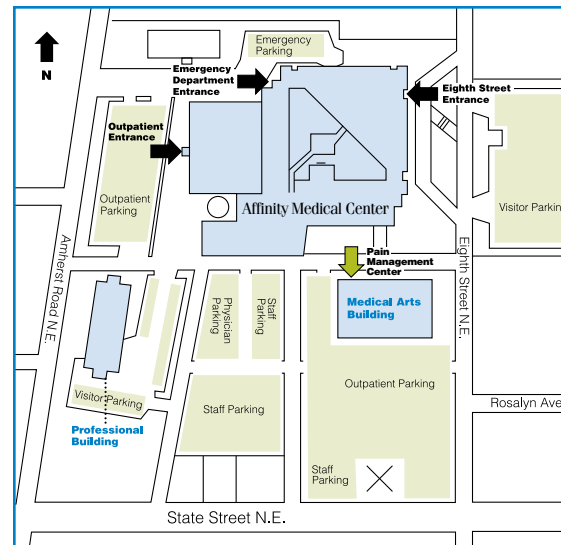 Emergency
Parking
N
Emergency
Department
Entrance
Eighth Street
Entrance
Outpatient
Entrance
Outpatient
Parking
Affinity Medical Center
Visitor Parking
Amherst Road N.E.
Eighth Street N.E.
Pain
Management
Center
Physician
Parking
Staff
Parking
Medical Arts
Building
Outpatient Parking
Visitor Parking
Staff Parking
Rosalyn Ave
Professional
Building
Staff
Parking
State Street N.E.